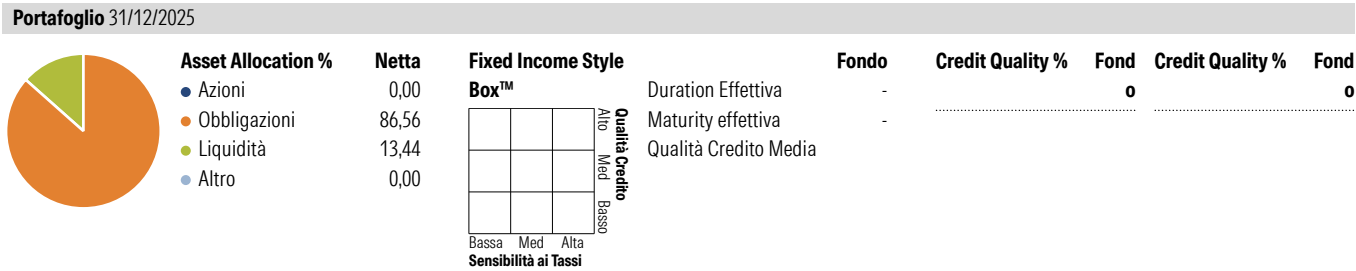 Portafoglio 31/12/2025
Asset Allocation % Netta
Azioni 0,00
Obbligazioni 86,56
Liquidità 13,44
Altro 0,00
Fixed Income Style
Box™
Alto Med Basso
Qualità Credito
Bassa Med Alta
Sensibilità ai Tassi
Fondo
Duration Effettiva -
Maturity effettiva -
Qualità Credito Media
Credit Quality % Fond
o
Credit Quality % Fond
o